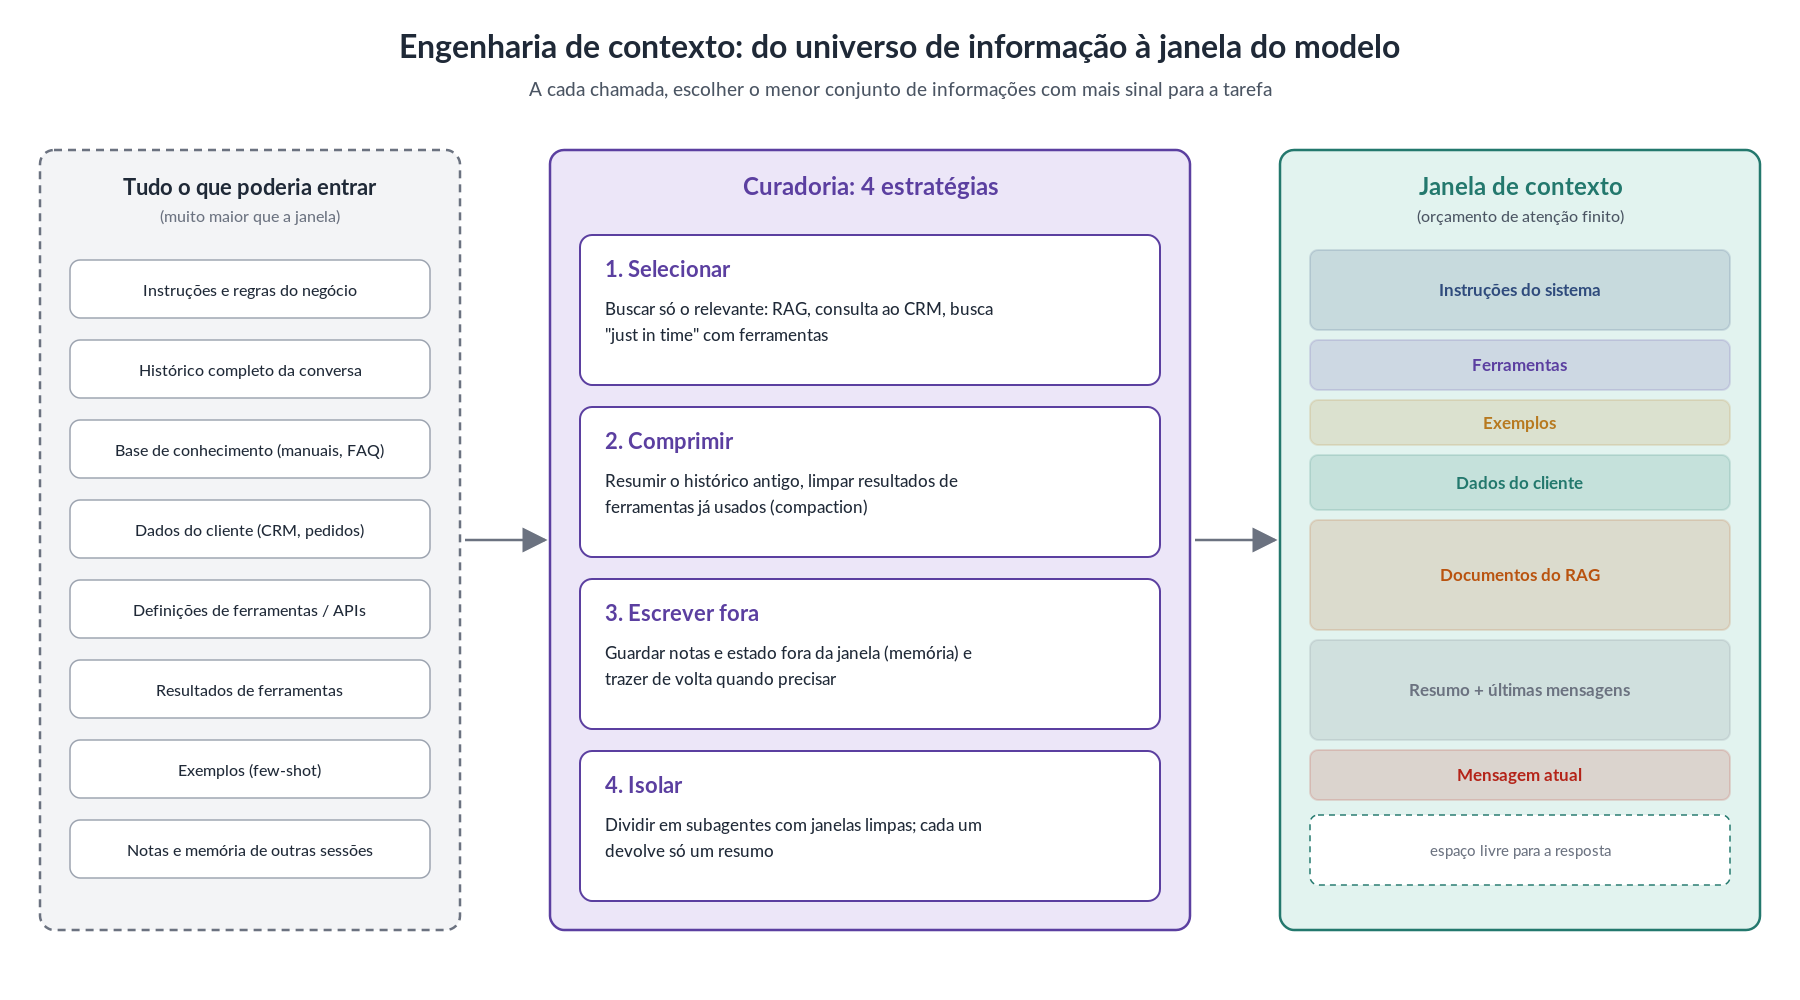 Engenharia de contexto: do universo de informação à janela do modelo
A cada chamada, escolher o menor conjunto de informações com mais sinal para a tarefa
Tudo o que poderia entrar
(muito maior que a janela)
Instruções e regras do negócio
Histórico completo da conversa
Base de conhecimento (manuais, FAQ)
Dados do cliente (CRM, pedidos)
Definições de ferramentas / APIs
Resultados de ferramentas
Exemplos (few-shot)
Notas e memória de outras sessões
Curadoria: 4 estratégias
1. Selecionar
Buscar só o relevante: RAG, consulta ao CRM, busca
"just in time" com ferramentas
2. Comprimir
Resumir o histórico antigo, limpar resultados de
ferramentas já usados (compaction)
3. Escrever fora
Guardar notas e estado fora da janela (memória) e
trazer de volta quando precisar
4. Isolar
Dividir em subagentes com janelas limpas; cada um
devolve só um resumo
Janela de contexto
(orçamento de atenção finito)
Instruções do sistema
Ferramentas
Exemplos
Dados do cliente
Documentos do RAG
Resumo + últimas mensagens
Mensagem atual
espaço livre para a resposta